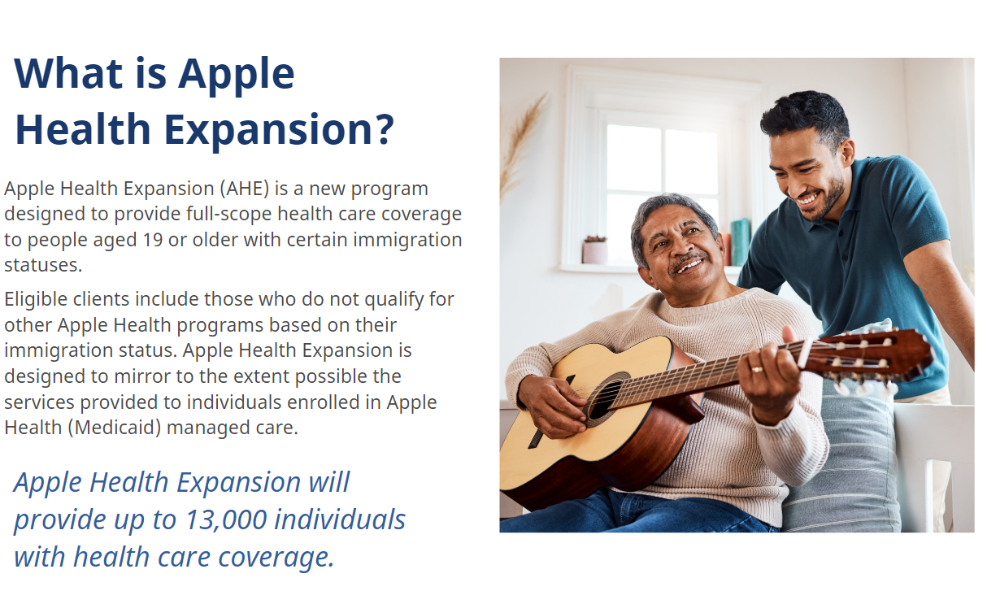 What is Apple
Health Expansion?
Apple Health Expansion (AHE) is a new program
designed to provide full-scope health care coverage
to people aged 19 or older with certain immigration
statuses.
Eligible clients include those who do not qualify for
other Apple Health programs based on their
immigration status. Apple Health Expansion is
designed to mirror to the extent possible the
services provided to individuals enrolled in Apple
Health (Medicaid) managed care.
Apple Health Expansion will
provide up to 13,000 individuals
with health care coverage.